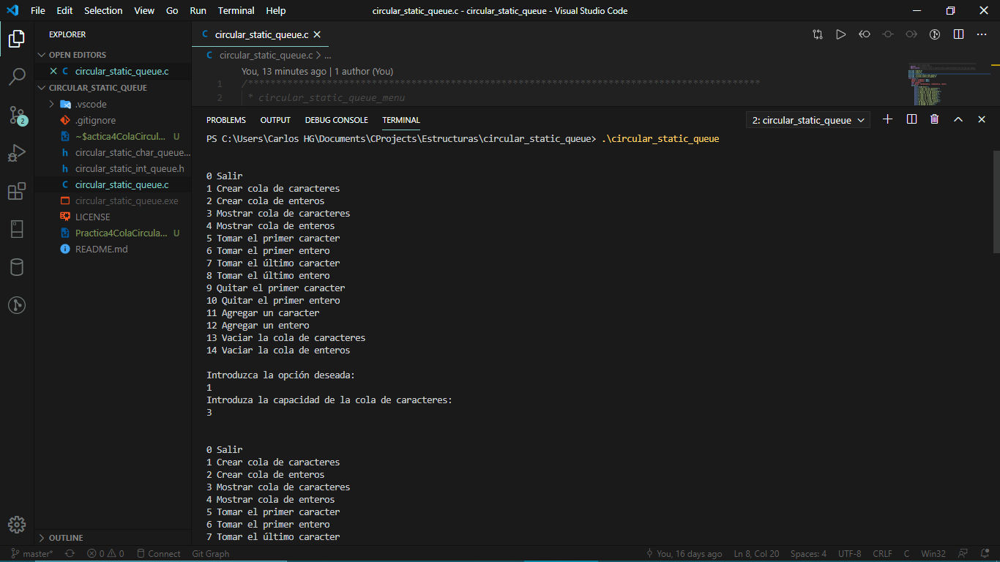 File Edit Selection View Go Run Terminal Help
circular_static_queue.c - circular_static_queue - Visual Studio Code
EXPLORER
OPEN EDITORS
circular_static_queue.c
CIRCULAR_STATIC_QUEUE
.vscode
.gitignore
~$actica4ColaCircul... U
circular_static_char_queue...
circular_static_int_queue.h
circular_static_queue.c
circular_static_queue.exe
LICENSE
Practica4ColaCircula... U
README.md
OUTLINE
2
C circular_static_queue.c
C circular_static_queue.c > ...
You, 13 minutes ago | 1 author (You)
1 /******************************************************************************************
2 * circular_static_queue_menu
PROBLEMS OUTPUT DEBUG CONSOLE TERMINAL
2: circular_static_queue
PS C:\Users\Carlos HG\Documents\CProjects\Estructuras\circular_static_queue> .\circular_static_queue
0 Salir
1 Crear cola de caracteres
2 Crear cola de enteros
3 Mostrar cola de caracteres
4 Mostrar cola de enteros
5 Tomar el primer caracter
6 Tomar el primer entero
7 Tomar el último caracter
8 Tomar el último entero
9 Quitar el primer caracter
10 Quitar el primer entero
11 Agregar un caracter
12 Agregar un entero
13 Vaciar la cola de caracteres
14 Vaciar la cola de enteros
Introduzca la opción deseada:
1
Introduza la capacidad de la cola de caracteres:
3
0 Salir
1 Crear cola de caracteres
2 Crear cola de enteros
3 Mostrar cola de caracteres
4 Mostrar cola de enteros
5 Tomar el primer caracter
6 Tomar el primer entero
7 Tomar el último caracter
master* 0 0 Connect Git Graph
You, 16 days ago Ln 8, Col 20 Spaces: 4 UTF-8 CRLF C Win32